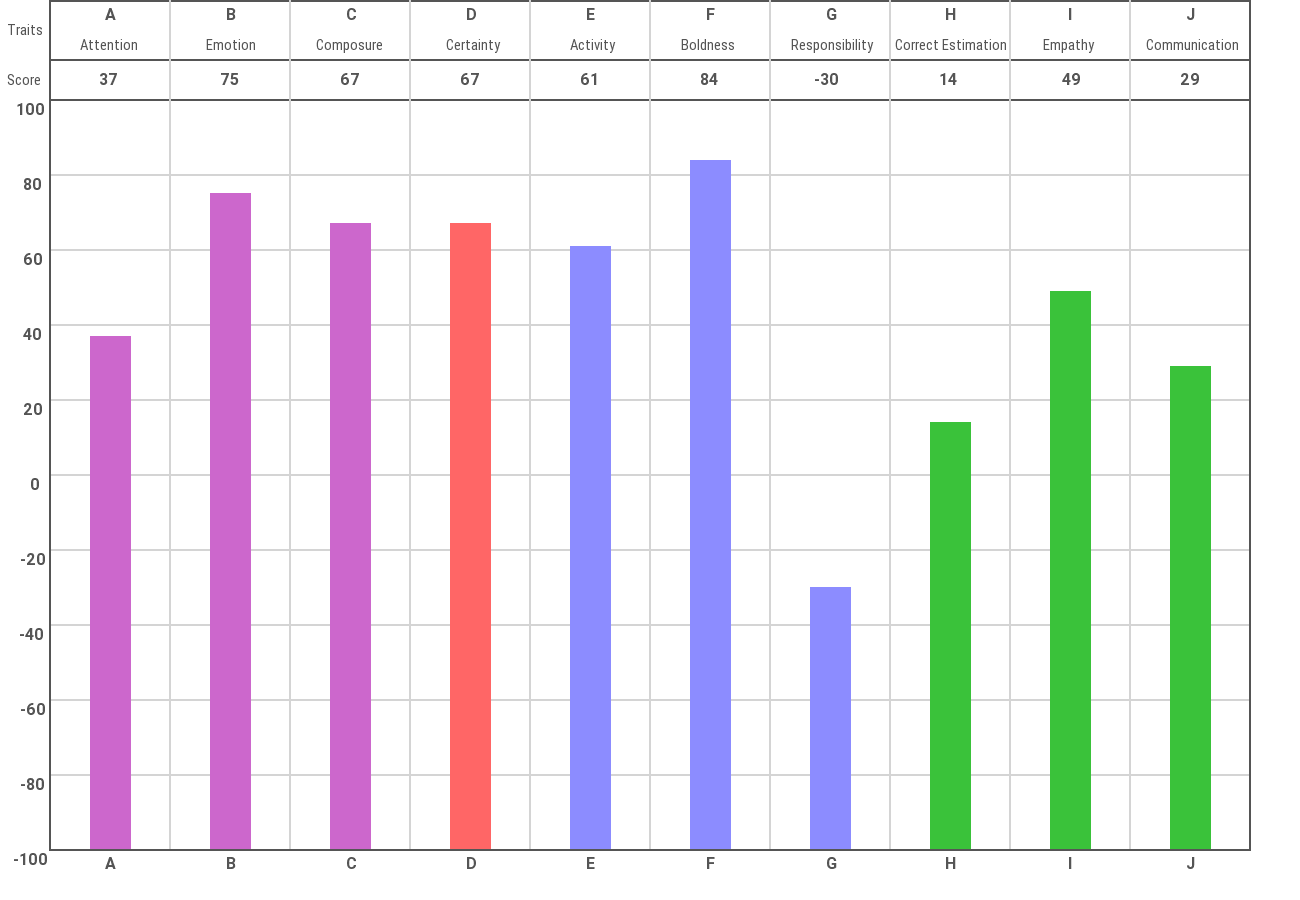 A B C D E F G H I J
Traits
Attention Emotion Composure Certainty Activity Boldness Responsibility Correct Estimation Empathy Communication
Score 37 75 67 67 61 84 -30 14 49 29
100
80
60
40
20
0
-20
-40
-60
-80
-100
A B C D E F G H I J